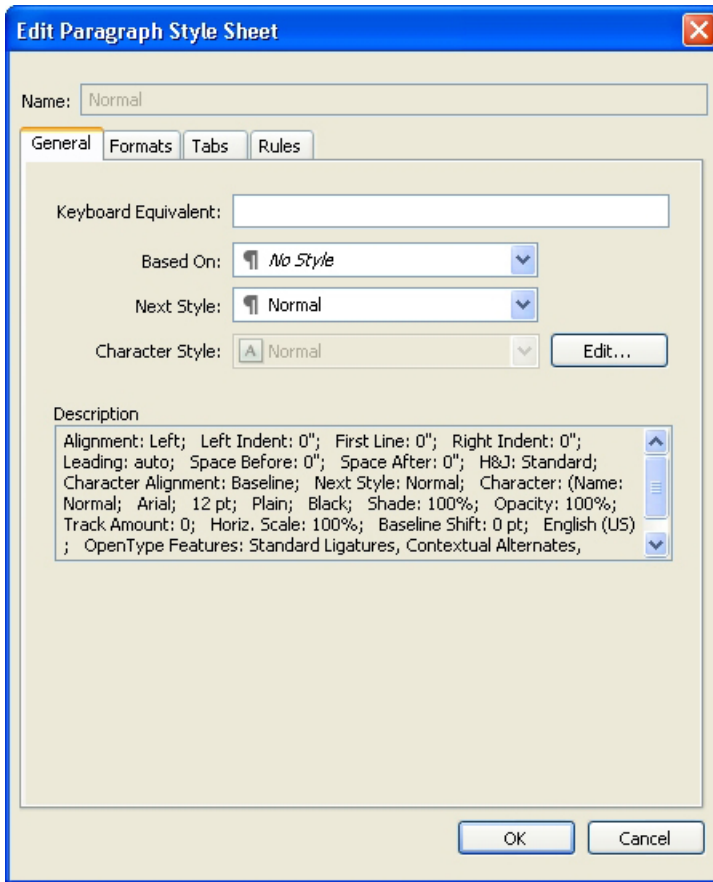 Edit Paragraph Style Sheet
Name: Normal
General Formats Tabs Rules
Keyboard Equivalent:
Based On: ¶ No Style
Next Style: ¶ Normal
Character Style: A Normal Edit...
Description
Alignment: Left; Left Indent: 0"; First Line: 0"; Right Indent: 0";
Leading: auto; Space Before: 0"; Space After: 0"; H&J: Standard;
Character Alignment: Baseline; Next Style: Normal; Character: (Name:
Normal; Arial; 12 pt; Plain; Black; Shade: 100%; Opacity: 100%;
Track Amount: 0; Horiz. Scale: 100%; Baseline Shift: 0 pt; English (US)
; OpenType Features: Standard Ligatures, Contextual Alternates,
OK Cancel